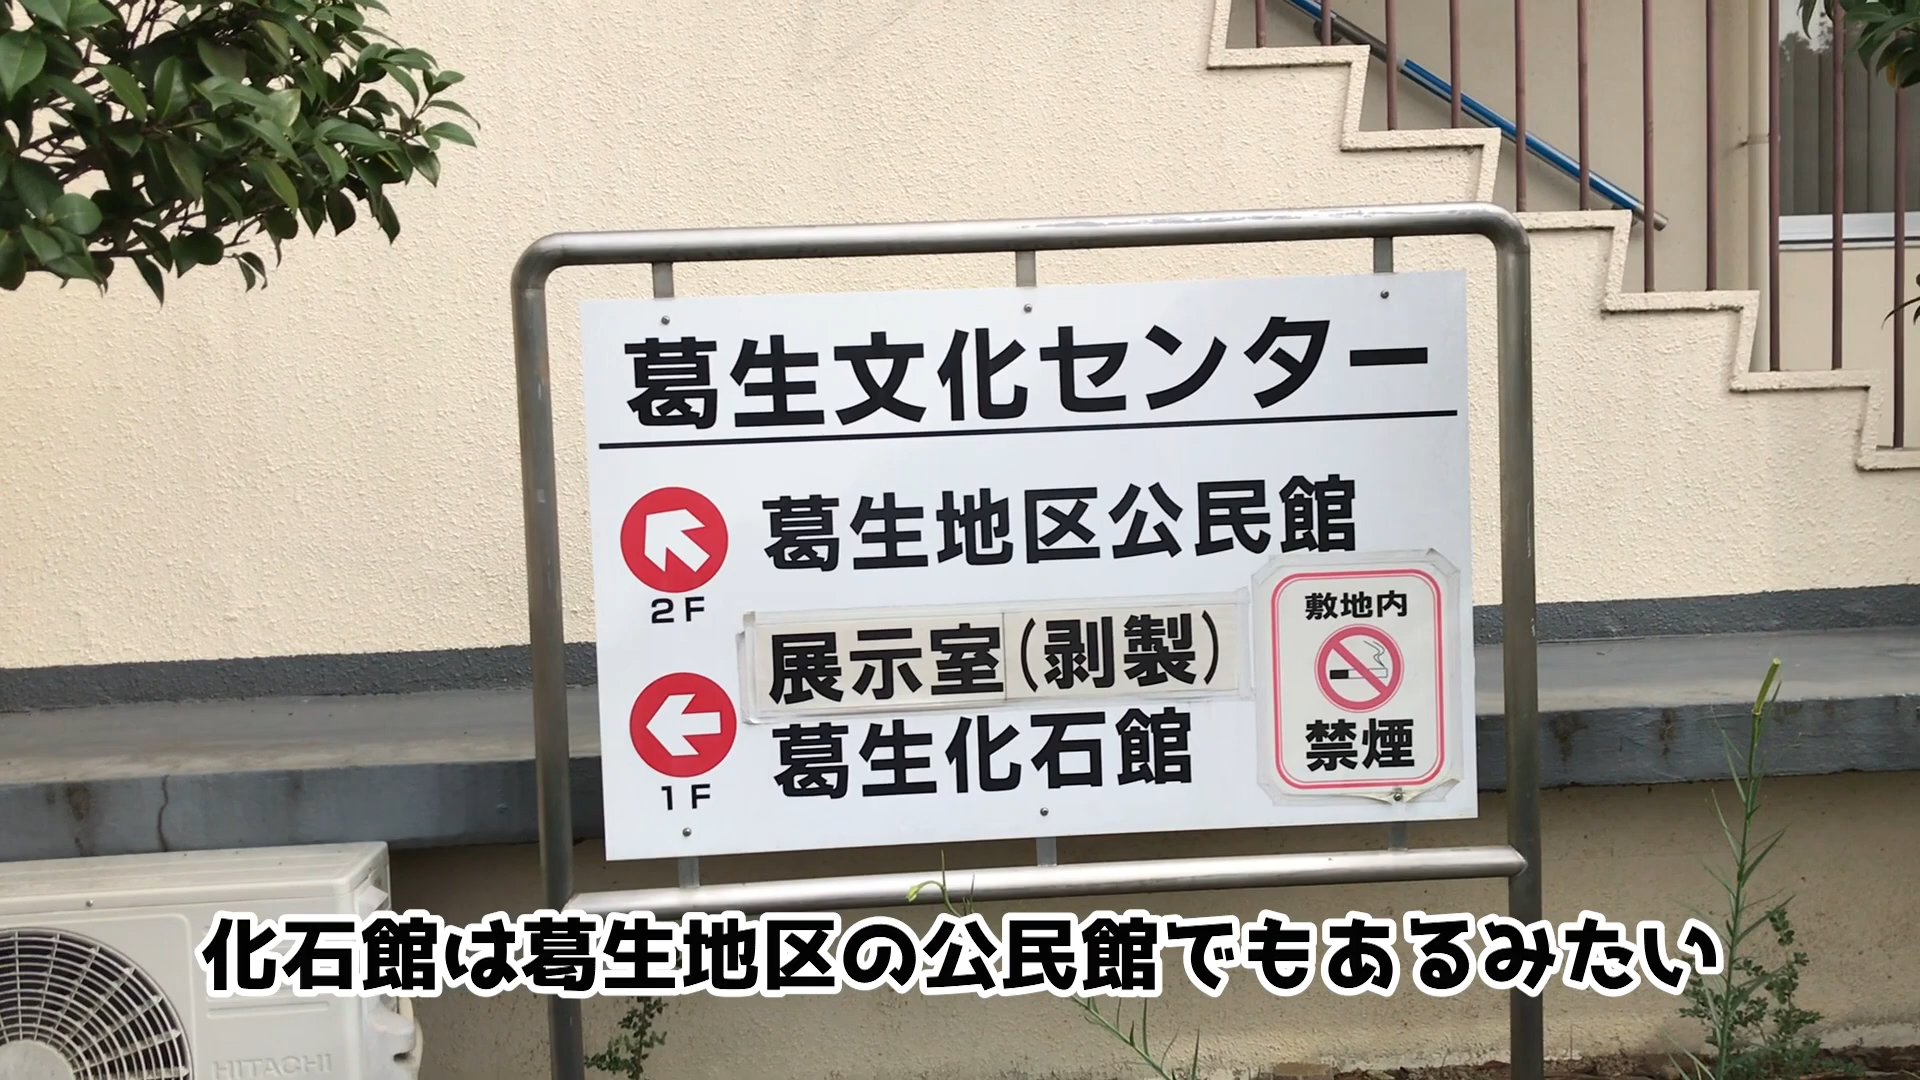 葛生文化センター
葛生地区公民館
2F
展示室(剥製)
葛生化石館
1F
敷地内
禁煙
化石館は葛生地区の公民館でもあるみたい
HITACHI